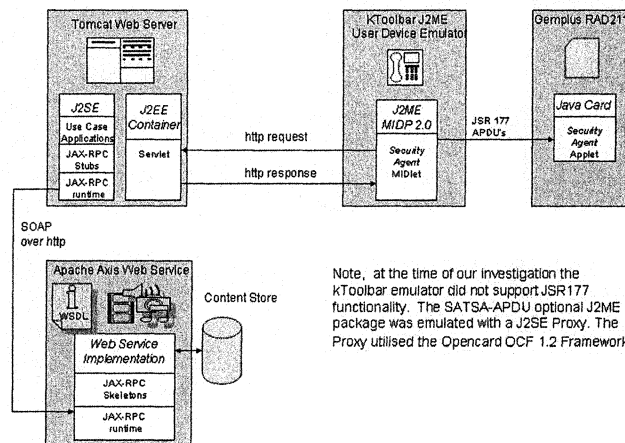 Tomcat Web Server
KToolbar J2ME
User Device Emulator
Gemplus RAD211
J2SE
Use Case
Applications
JAX-RPC
Stubs
JAX-RPC
runtime
J2EE
Container
Servlet
http request
http response
J2ME
MIDP 2.0
Security
Agent
MIDlet
JSR 177
APDU's
Java Card
Security
Agent
Applet
SOAP
over http
Apache Axis Web Service
WSDL
Web Service
Implementation
JAX-RPC
Skeletons
JAX-RPC
runtime
Content Store
Note, at the time of our investigation the
kToolbar emulator did not support JSR177
functionality. The SATSA-APDU optional J2ME
package was emulated with a J2SE Proxy. The
Proxy utilised the Opencard OCF 1.2 Framework